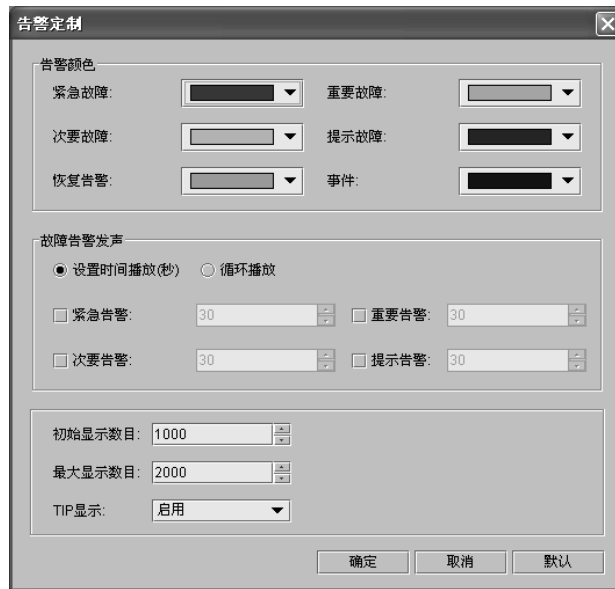 告警定制
告警颜色
紧急故障: 重要故障:
次要故障: 提示故障:
恢复告警: 事件:
故障告警发声
设置时间播放(秒) 循环播放
紧急告警: 30 重要告警: 30
次要告警: 30 提示告警: 30
初始显示数目: 1000
最大显示数目: 2000
TIP显示: 启用
确定 取消 默认